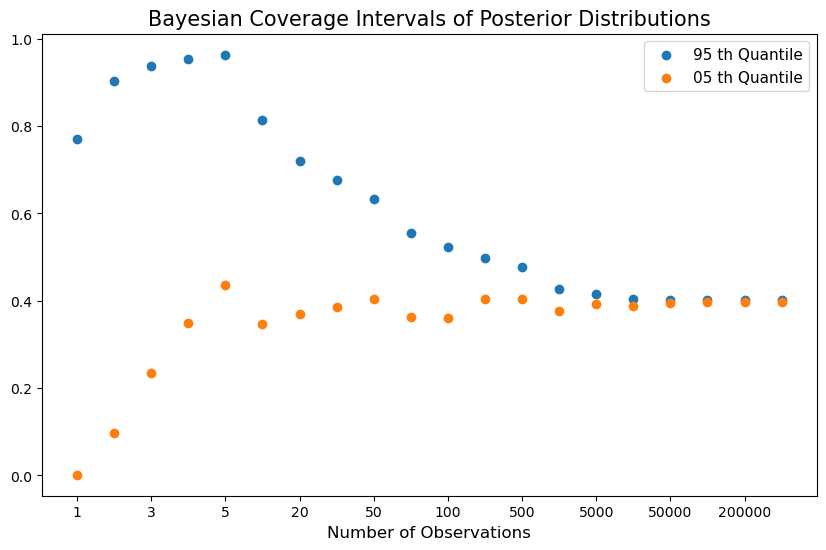 Bayesian Coverage Intervals of Posterior Distributions
95 th Quantile
05 th Quantile
1.0
0.8
0.6
0.4
0.2
0.0
1 3 5 20 50 100 500 5000 50000 200000
Number of Observations